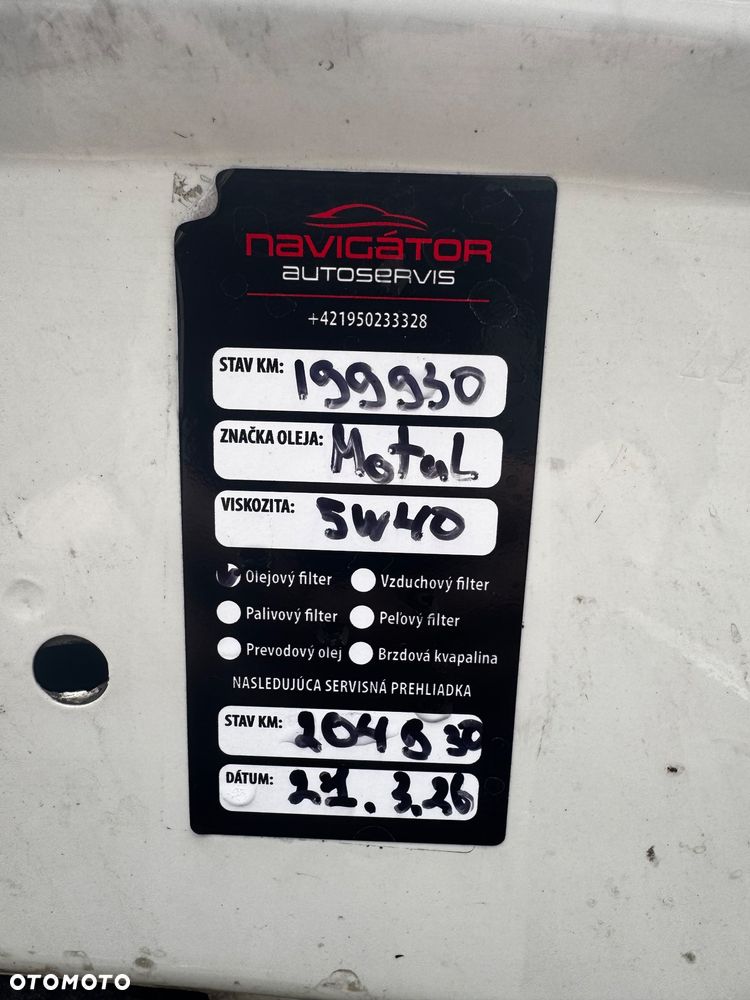 NAVIGÁTOR
AUTOSERVIS
+421950233328
STAV KM: 199930
ZNAČKA OLEJA: Motul
VISKOZITA: 5W40
Olejový filter Vzduchový filter
Palivový filter Peľový filter
Prevodový olej Brzdová kvapalina
NASLEDUJÚCA SERVISNÁ PREHLIADKA
STAV KM: 204930
DÁTUM: 21.3.26
OTOMOTO